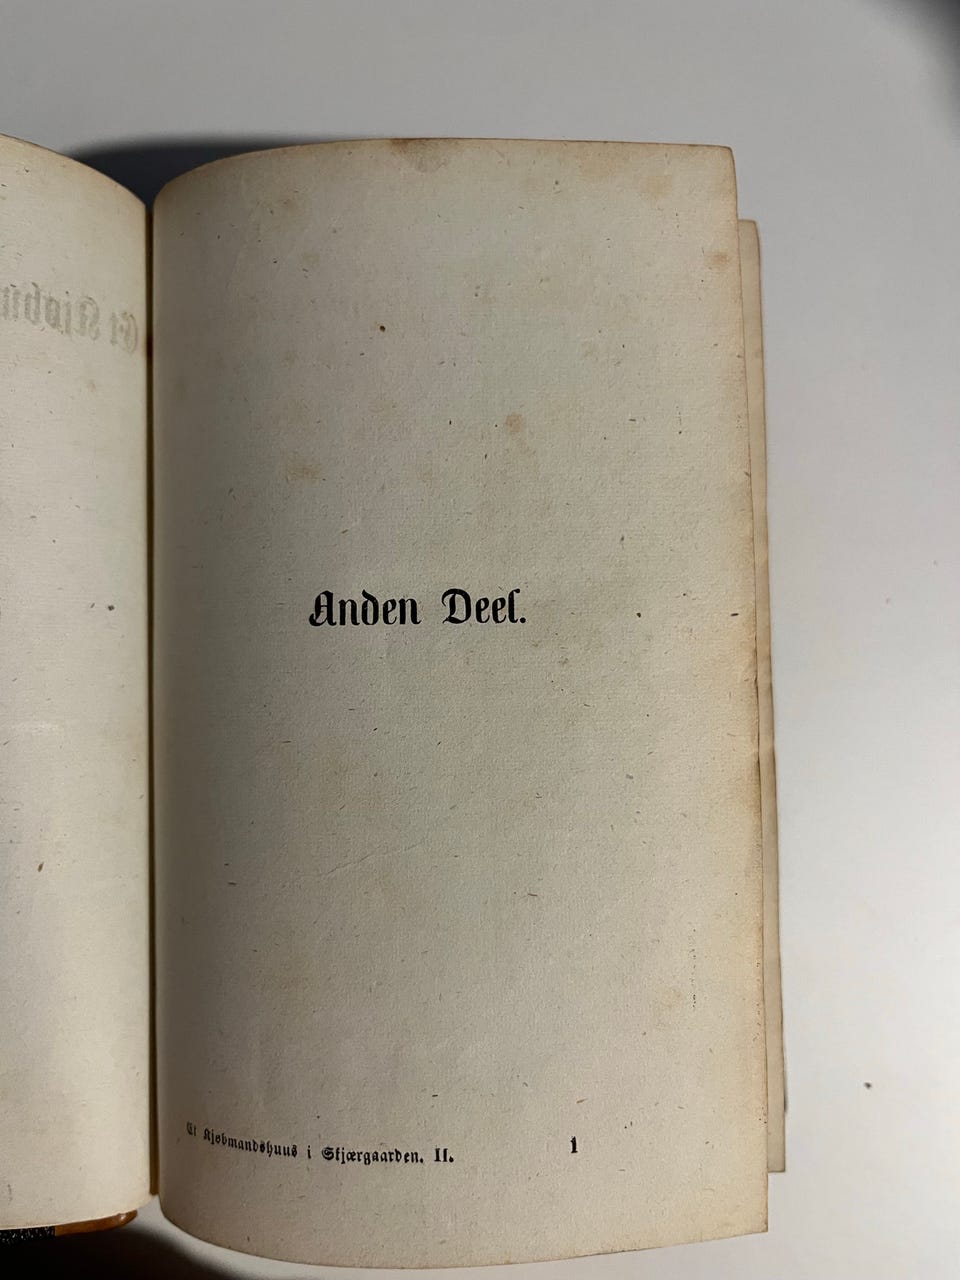 Anden Deel.
Et Kjøbmandshuus i Skjærgaarden. II. 1